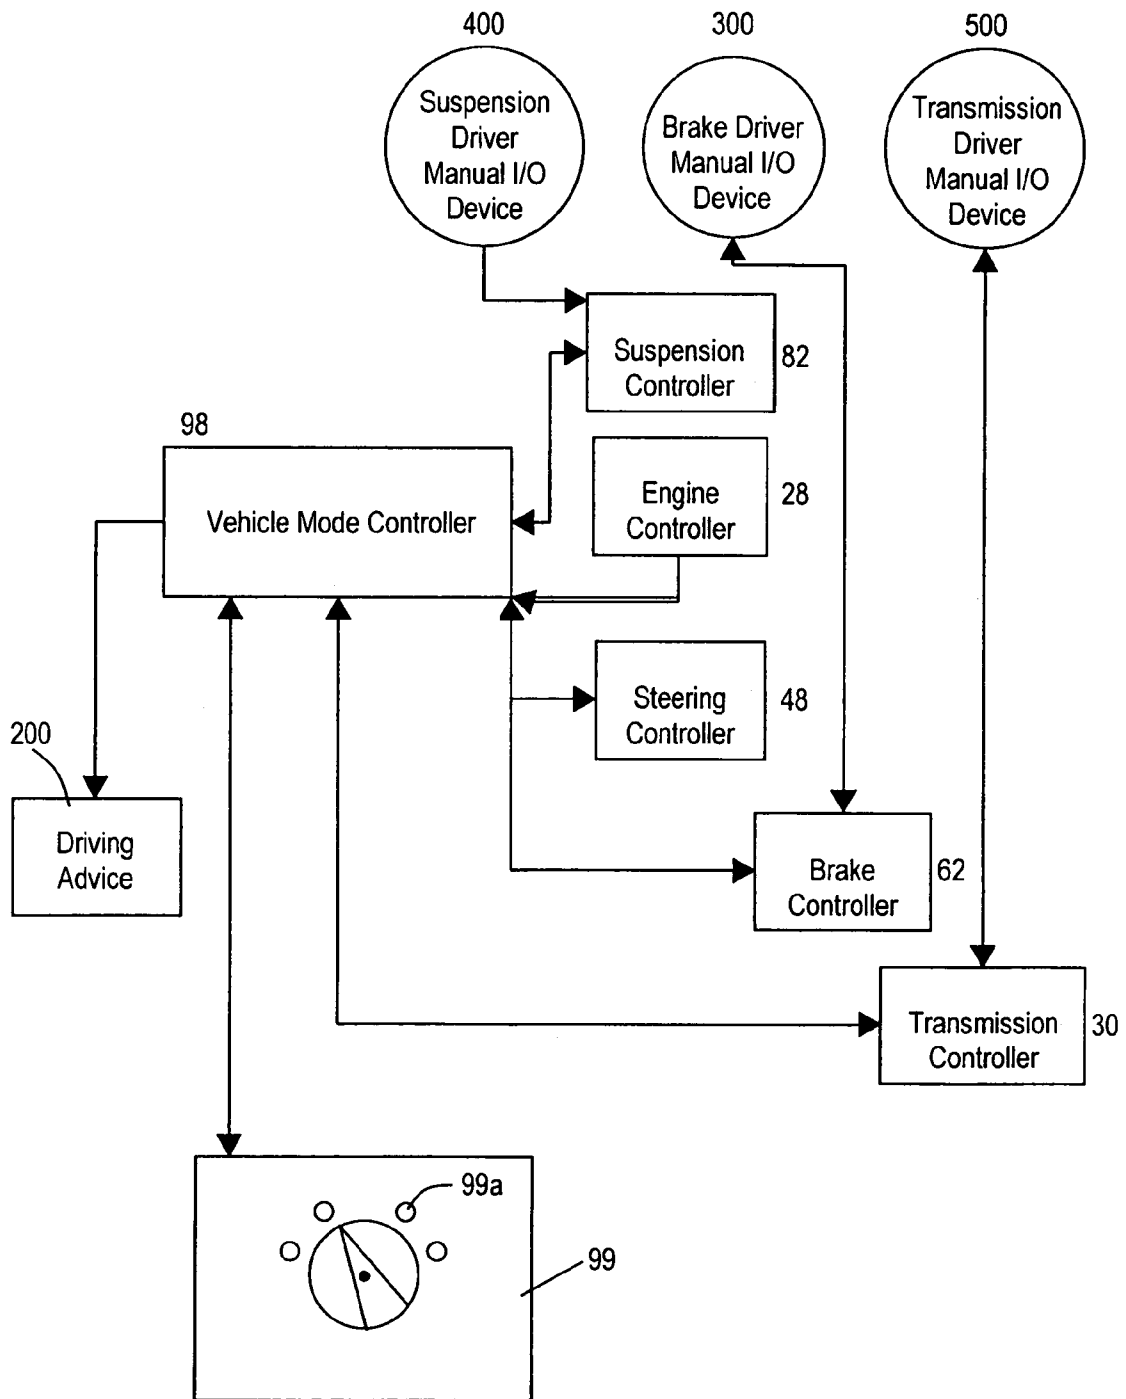 400
300
500
Suspension
Driver
Manual I/O
Device
Brake Driver
Manual I/O
Device
Transmission
Driver
Manual I/O
Device
Suspension
Controller
82
98
Vehicle Mode Controller
Engine
Controller
28
Steering
Controller
48
200
Driving
Advice
Brake
Controller
62
Transmission
Controller
30
99a
99